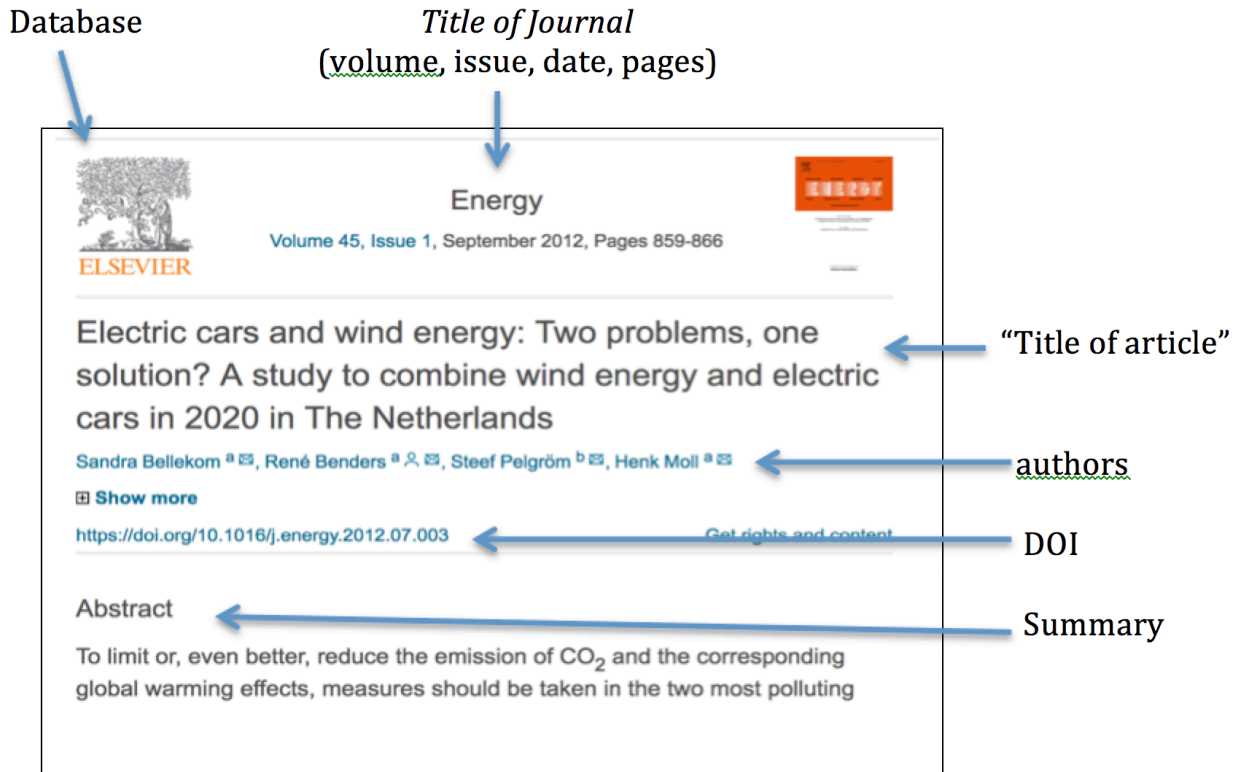 Database
Title of Journal
(volume, issue, date, pages)
ELSEVIER
Energy
Volume 45, Issue 1, September 2012, Pages 859-866
ENERGY
Electric cars and wind energy: Two problems, one
solution? A study to combine wind energy and electric
cars in 2020 in The Netherlands
“Title of article”
Sandra Bellekom a, René Benders a, Steef Pelgröm b, Henk Moll a
authors
Show more
https://doi.org/10.1016/j.energy.2012.07.003 Get rights and content
DOI
Abstract
Summary
To limit or, even better, reduce the emission of CO₂ and the corresponding
global warming effects, measures should be taken in the two most polluting